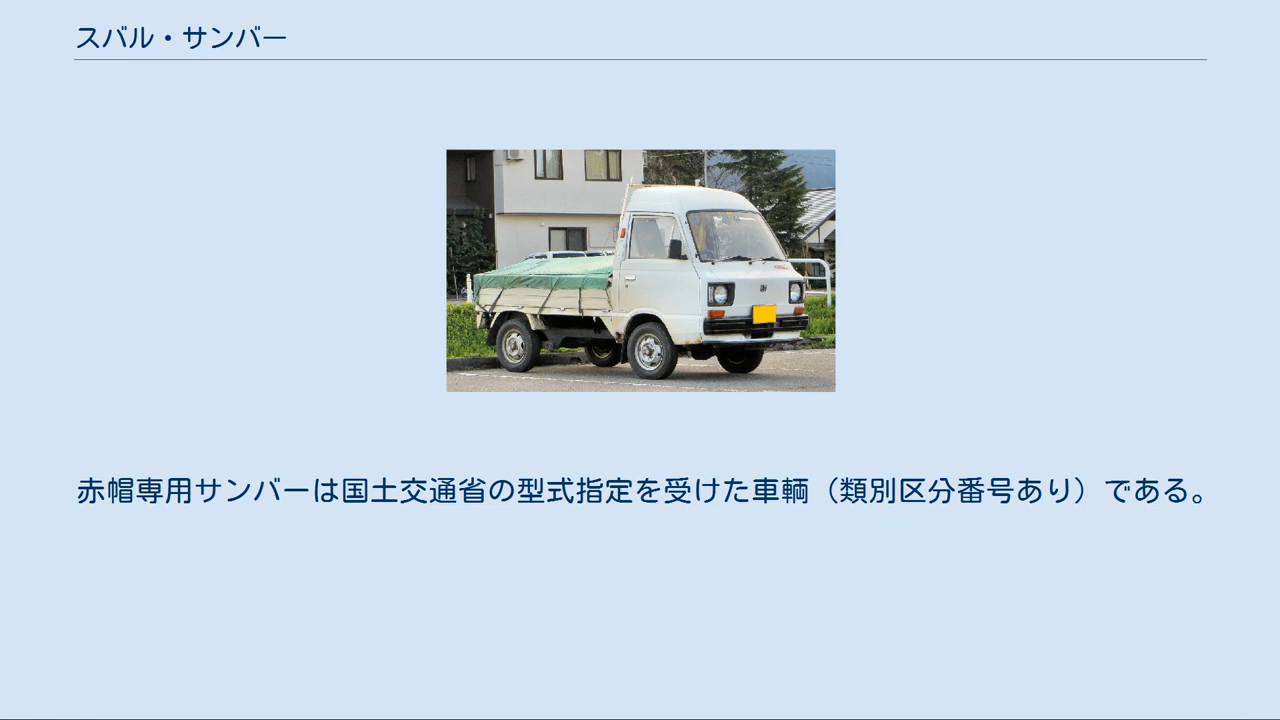 スバル・サンバー
赤帽専用サンバーは国土交通省の型式指定を受けた車輌（類別区分番号あり）である。